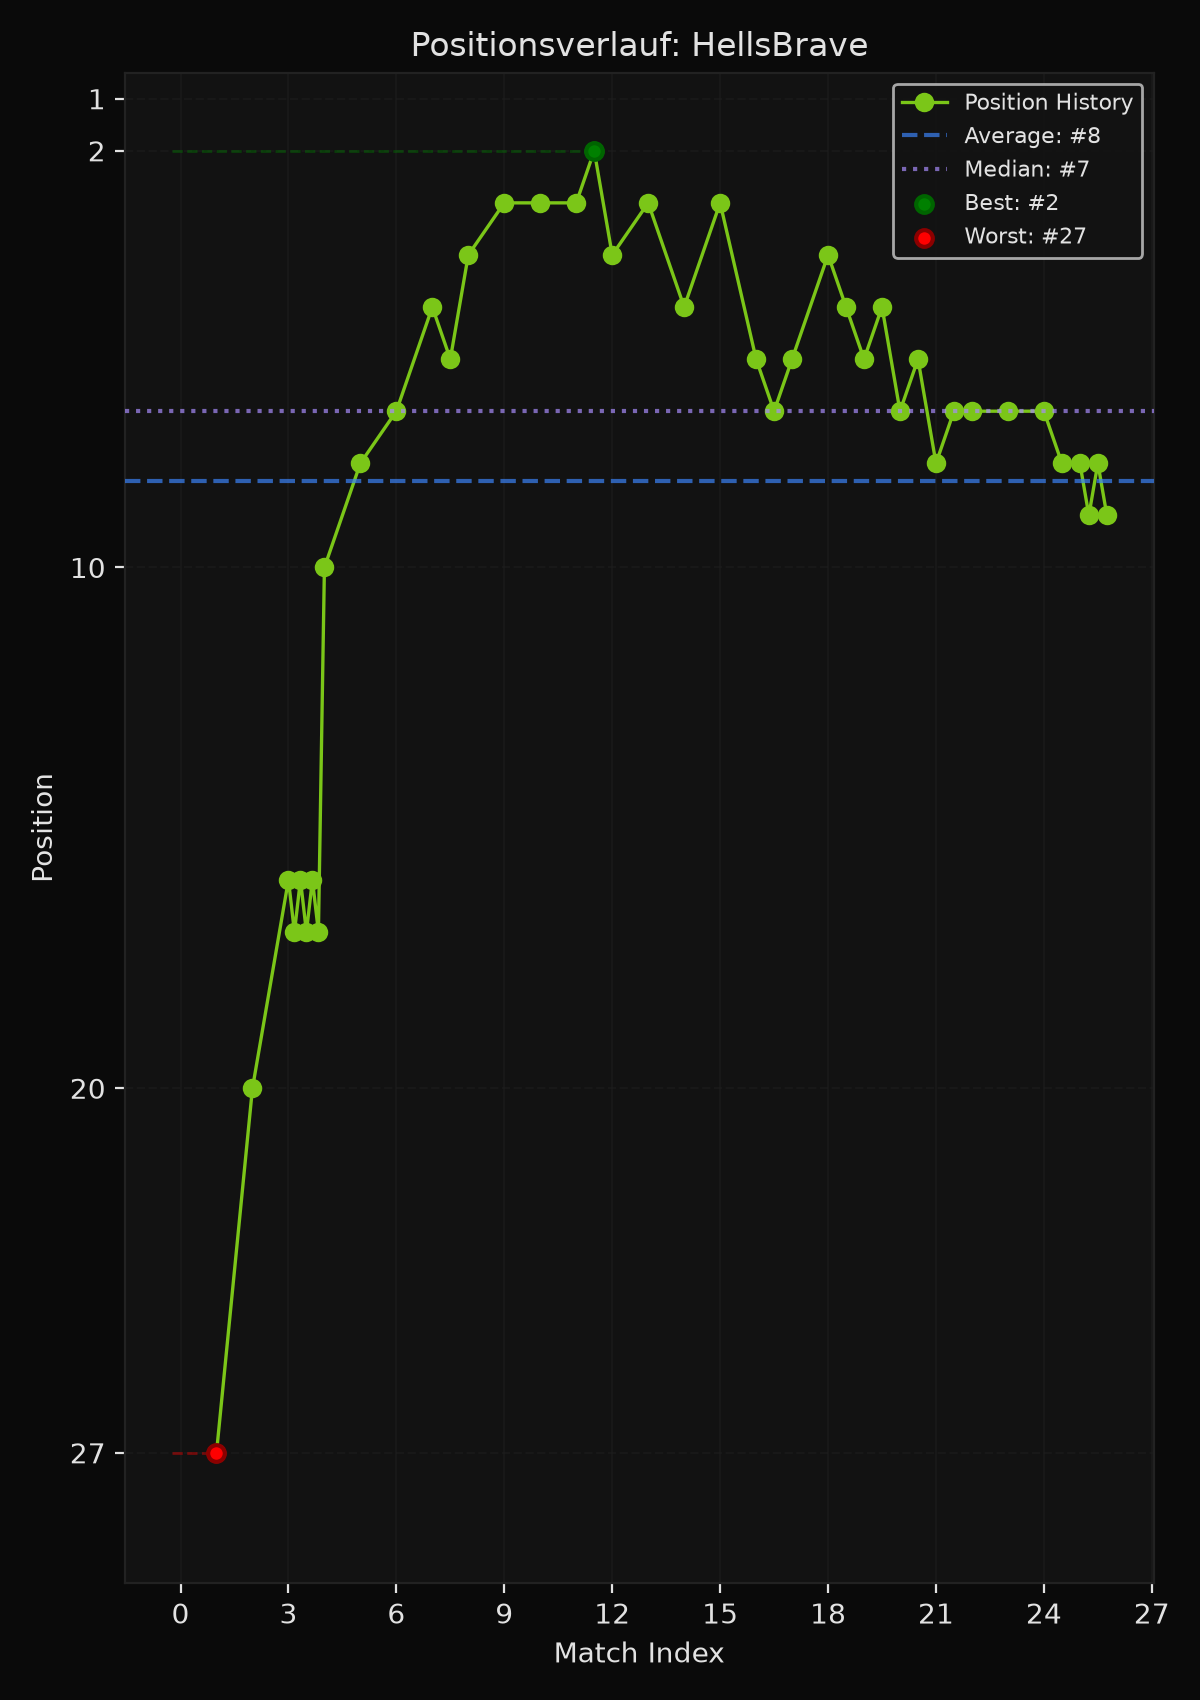 Positionsverlauf: HellsBrave
Position History
Average: #8
Median: #7
Best: #2
Worst: #27
1
2
10
20
27
Position
0 3 6 9 12 15 18 21 24 27
Match Index